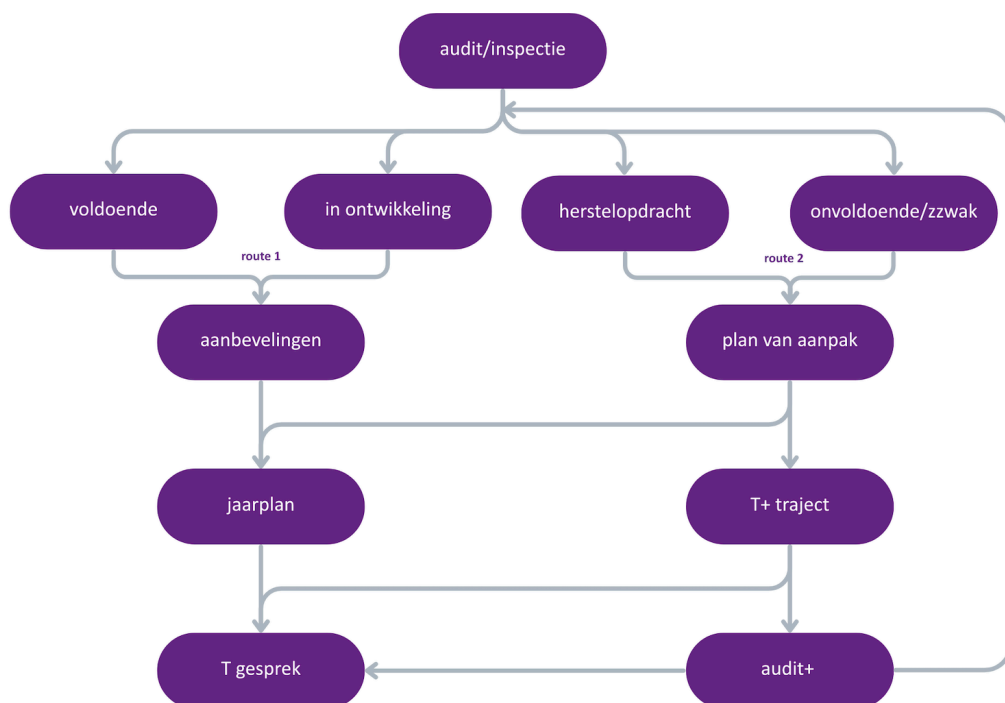 audit/inspectie
voldoende
in ontwikkeling
herstelopdracht
onvoldoende/zzwak
route 1
route 2
aanbevelingen
plan van aanpak
jaarplan
T+ traject
T gesprek
audit+